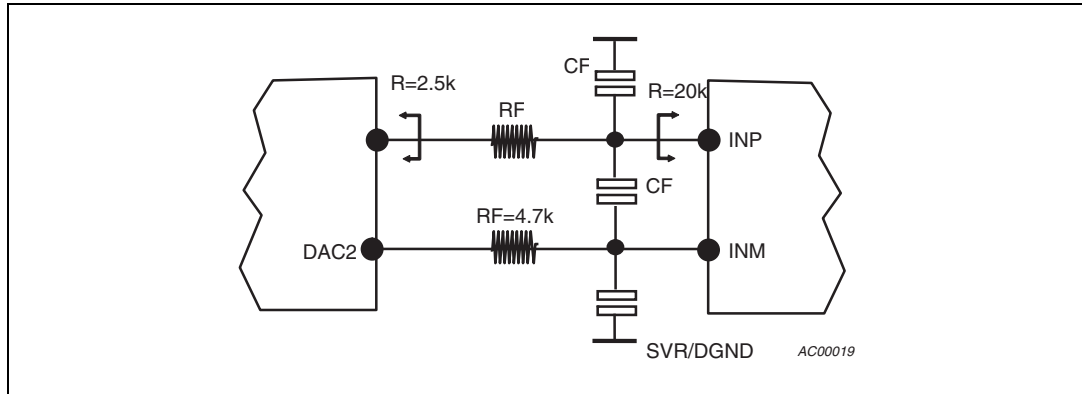 CF
R=2.5k
R=20k
RF
INP
CF
RF=4.7k
DAC2
INM
SVR/DGND
AC00019